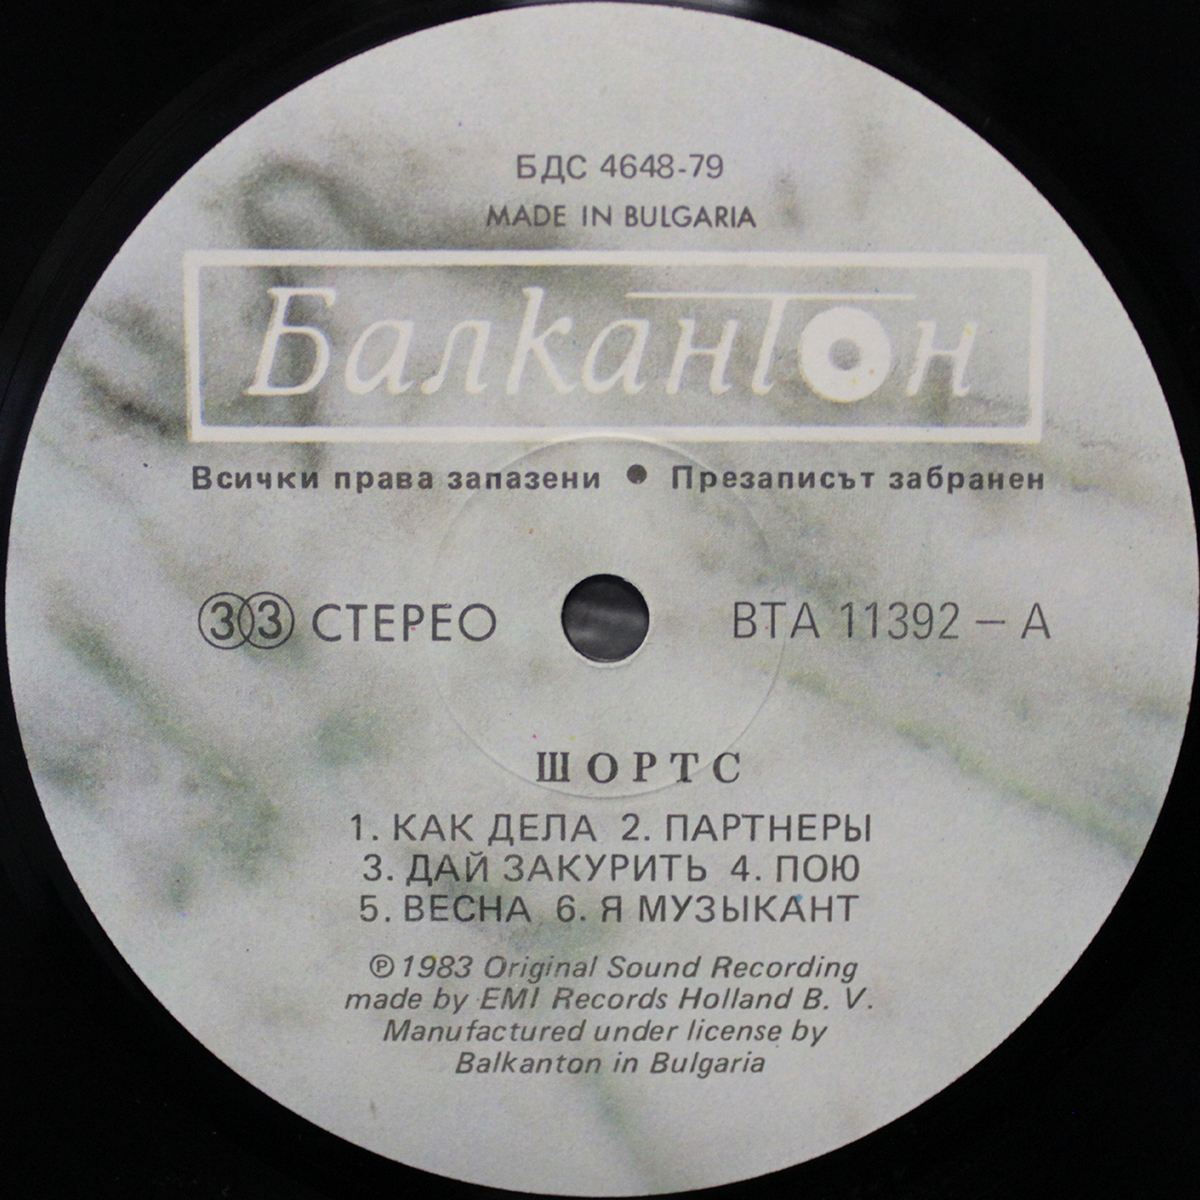 БДС 4648-79
MADE IN BULGARIA
Балкантон
Всички права запазени • Презаписът забранен
33 СТЕРЕО ВТА 11392 – А
ШОРТС
1. КАК ДЕЛА 2. ПАРТНЕРЫ
3. ДАЙ ЗАКУРИТЬ 4. ПОЮ
5. ВЕСНА 6. Я МУЗЫКАНТ
℗ 1983 Original Sound Recording
made by EMI Records Holland B. V.
Manufactured under license by
Balkanton in Bulgaria